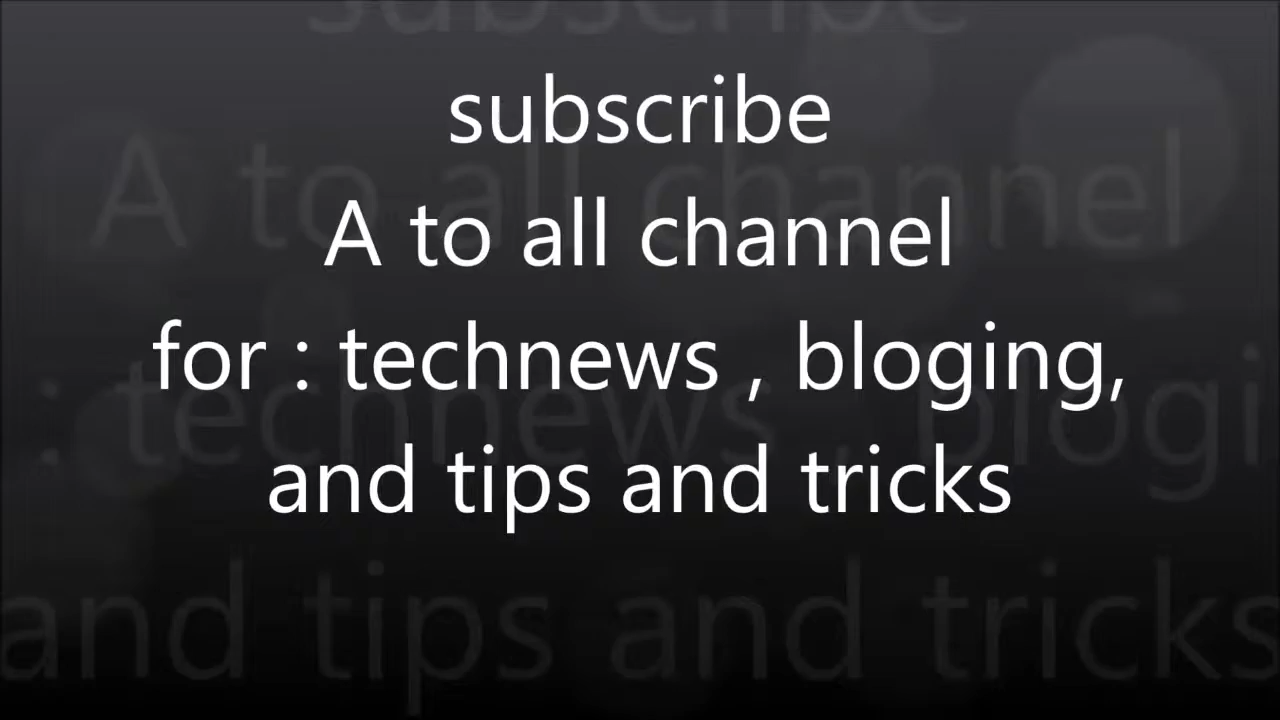 subscribe
A to all channel
for : technews , bloging,
and tips and tricks